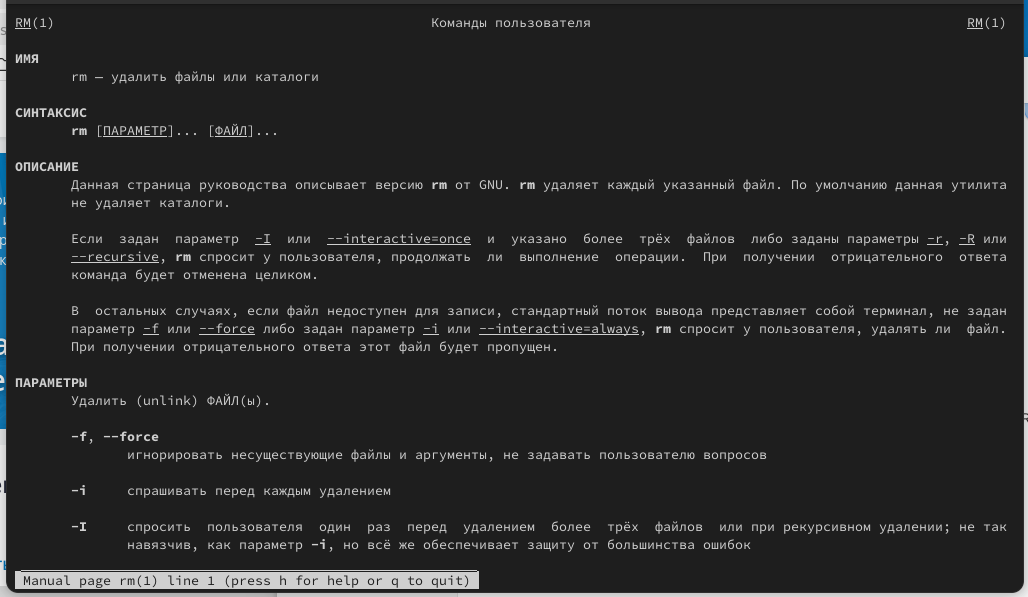 RM(1) Команды пользователя RM(1)
ИМЯ
rm — удалить файлы или каталоги
СИНТАКСИС
rm [ПАРАМЕТР]... [ФАЙЛ]...
ОПИСАНИЕ
Данная страница руководства описывает версию rm от GNU. rm удаляет каждый указанный файл. По умолчанию данная утилита
не удаляет каталоги.
Если задан параметр -I или --interactive=once и указано более трёх файлов либо заданы параметры -r, -R или
--recursive, rm спросит у пользователя, продолжать ли выполнение операции. При получении отрицательного ответа
команда будет отменена целиком.
В остальных случаях, если файл недоступен для записи, стандартный поток вывода представляет собой терминал, не задан
параметр -f или --force либо задан параметр -i или --interactive=always, rm спросит у пользователя, удалять ли файл.
При получении отрицательного ответа этот файл будет пропущен.
ПАРАМЕТРЫ
Удалить (unlink) ФАЙЛ(ы).
-f, --force
игнорировать несуществующие файлы и аргументы, не задавать пользователю вопросов
-i спрашивать перед каждым удалением
-I спросить пользователя один раз перед удалением более трёх файлов или при рекурсивном удалении; не так
навязчив, как параметр -i, но всё же обеспечивает защиту от большинства ошибок
Manual page rm(1) line 1 (press h for help or q to quit)